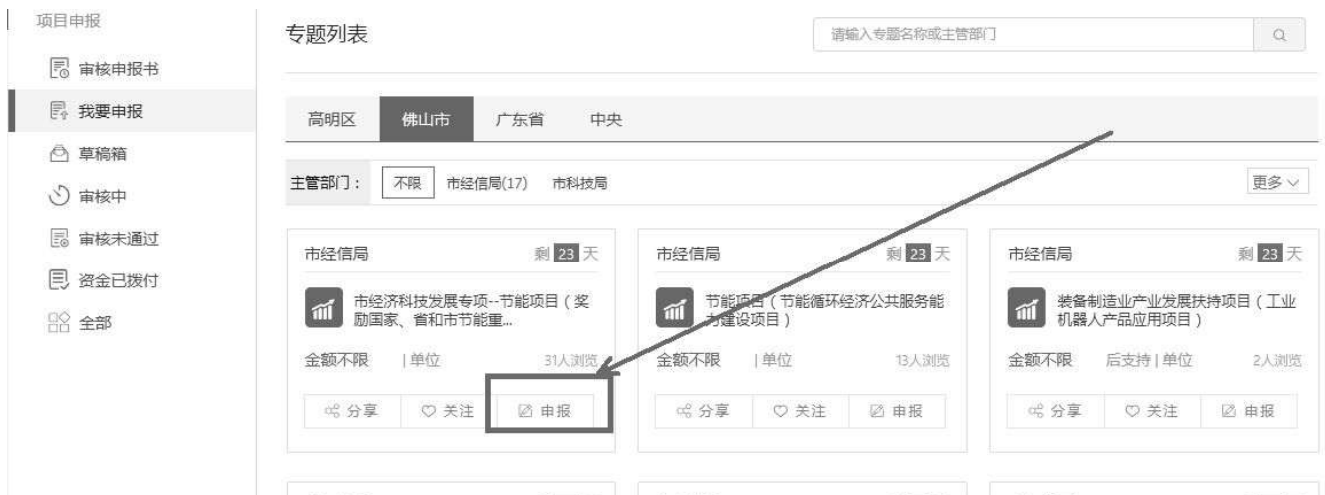 项目申报
审核申报书
我要申报
草稿箱
审核中
审核未通过
资金已拨付
全部
专题列表
请输入专题名称或主管部门
高明区 佛山市 广东省 中央
主管部门： 不限 市经信局(17) 市科技局 更多
市经信局 剩 23 天
市经济科技发展专项--节能项目（奖
励国家、省和市节能重...
金额不限 | 单位 31人浏览
分享 关注 申报
市经信局 剩 23 天
节能项目（节能循环经济公共服务能
力建设项目）
金额不限 | 单位 13人浏览
分享 关注 申报
市经信局 剩 23 天
装备制造业产业发展扶持项目（工业
机器人产品应用项目）
金额不限 后支持 | 单位 2人浏览
分享 关注 申报